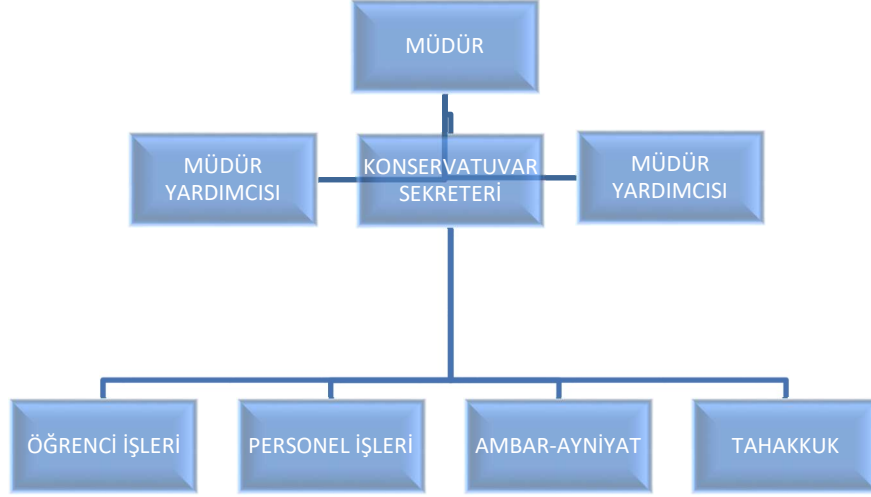 MÜDÜR
MÜDÜR
YARDIMCISI
KONSERVATUVAR
SEKRETERİ
MÜDÜR
YARDIMCISI
ÖĞRENCİ İŞLERİ
PERSONEL İŞLERİ
AMBAR-AYNİYAT
TAHAKKUK